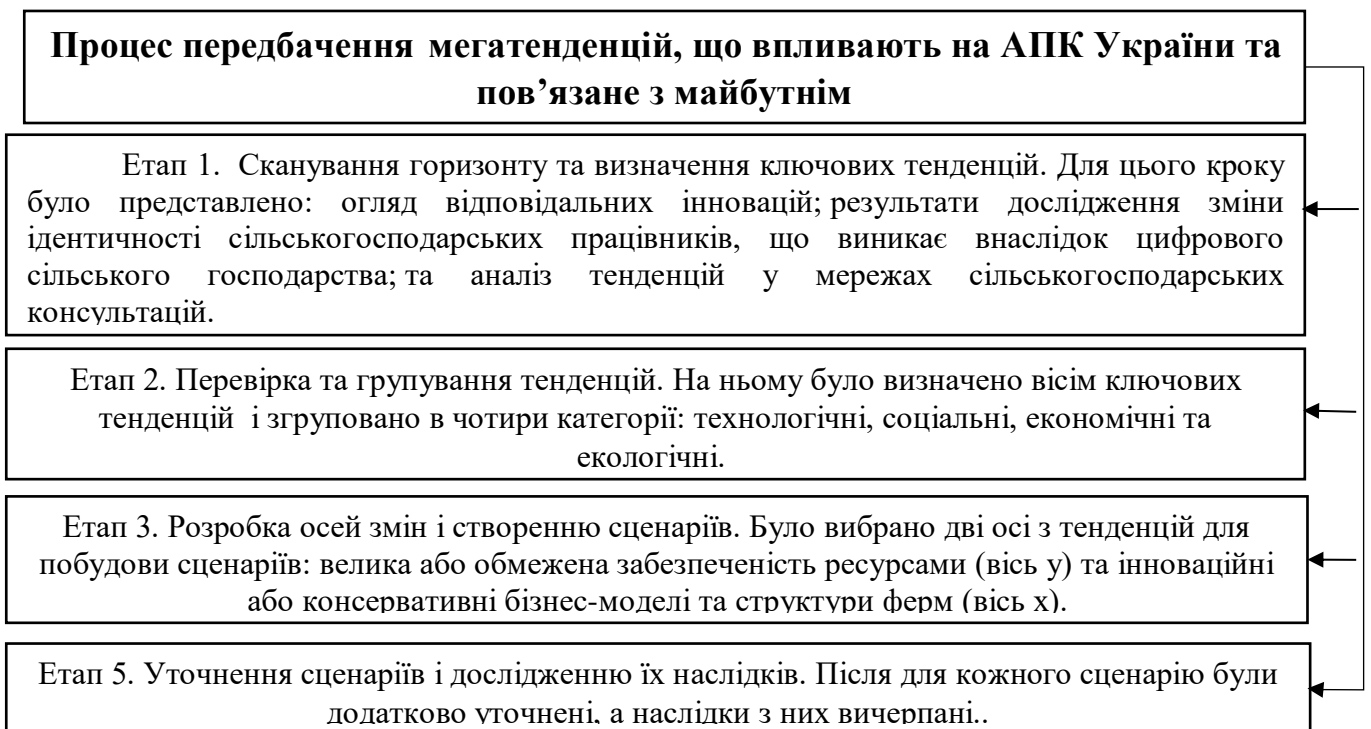 Процес передбачення мегатенденцій, що впливають на АПК України та
пов’язане з майбутнім
Етап 1. Сканування горизонту та визначення ключових тенденцій. Для цього кроку
було представлено: огляд відповідальних інновацій; результати дослідження зміни
ідентичності сільськогосподарських працівників, що виникає внаслідок цифрового
сільського господарства; та аналіз тенденцій у мережах сільськогосподарських
консультацій.
Етап 2. Перевірка та групування тенденцій. На ньому було визначено вісім ключових
тенденцій і згруповано в чотири категорії: технологічні, соціальні, економічні та
екологічні.
Етап 3. Розробка осей змін і створенню сценаріїв. Було вибрано дві осі з тенденцій для
побудови сценаріїв: велика або обмежена забезпеченість ресурсами (вісь y) та інноваційні
або консервативні бізнес-моделі та структури ферм (вісь x).
Етап 5. Уточнення сценаріїв і дослідженню їх наслідків. Після для кожного сценарію були
додатково уточнені, а наслідки з них вичерпані..